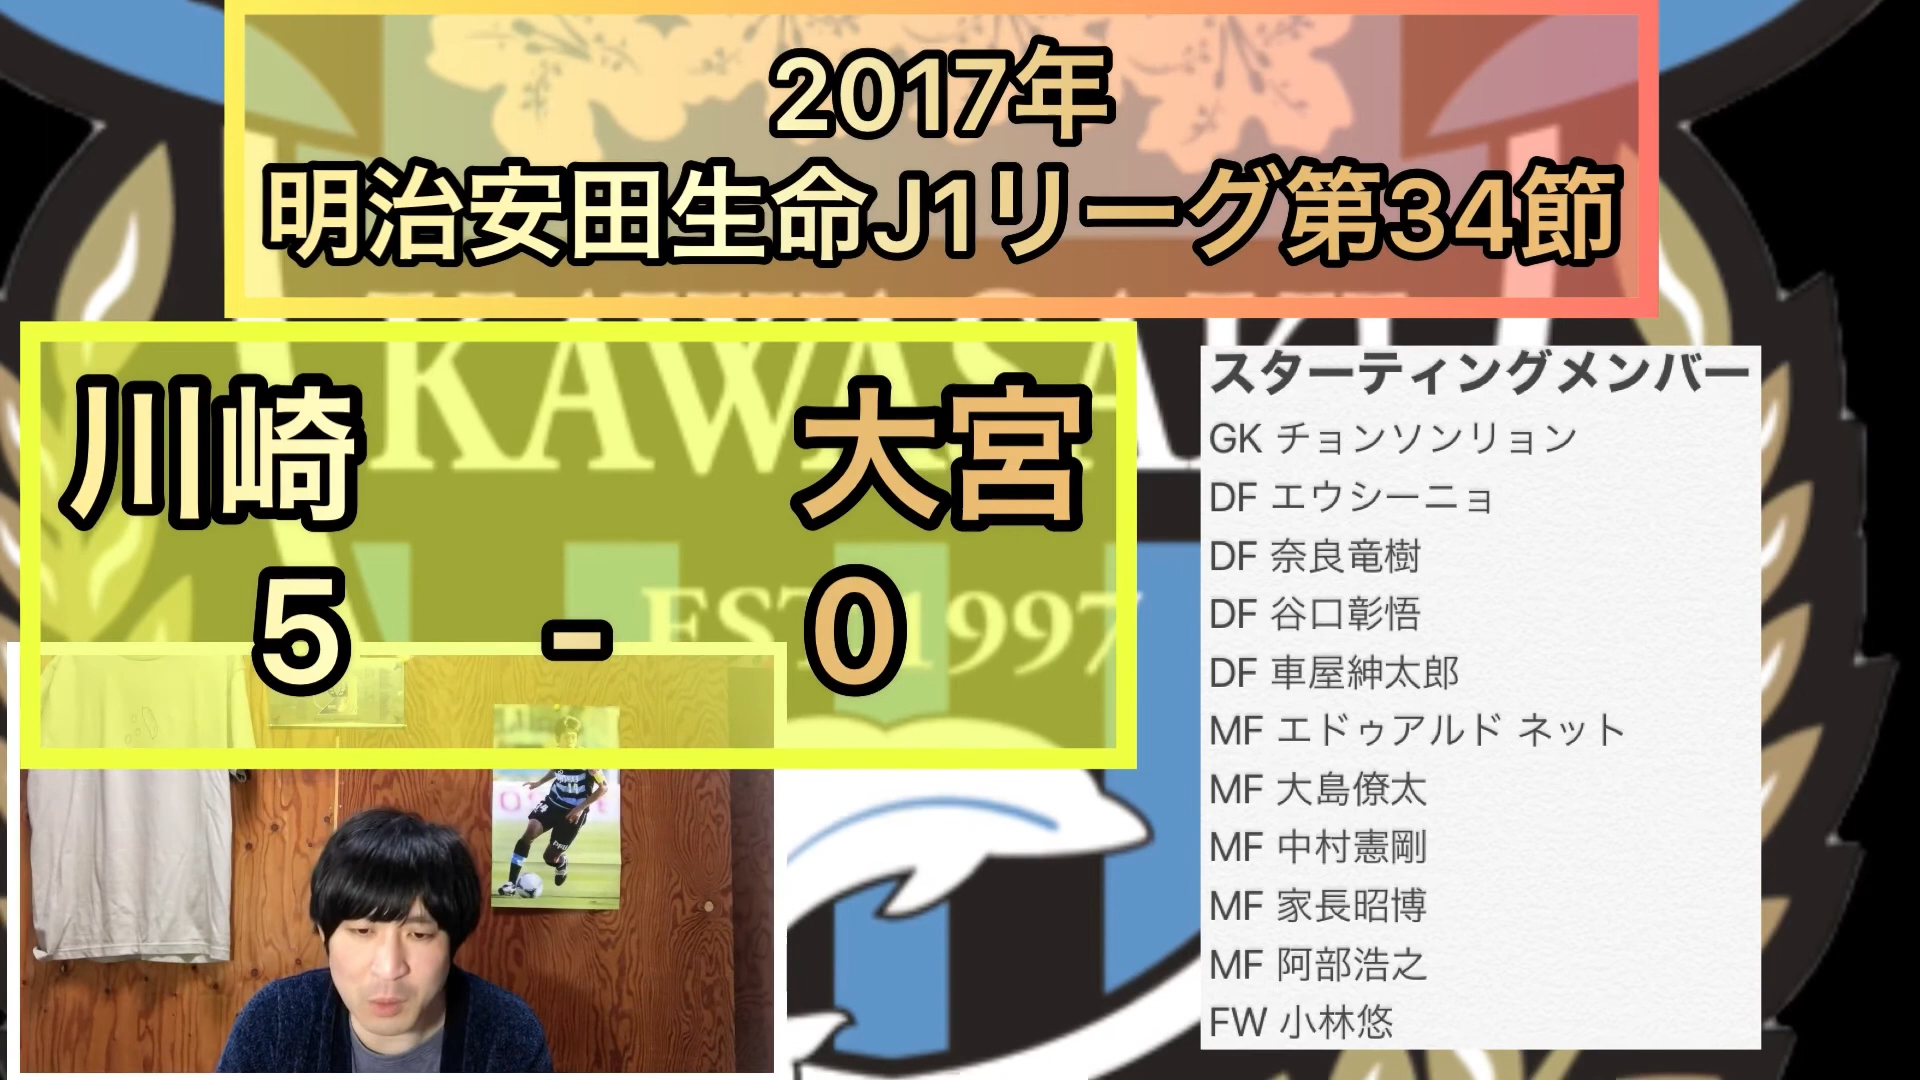 2017年
明治安田生命J1リーグ第34節
KAWASA
川崎 大宮
5 - 0
EST 1997
スターティングメンバー
GK チョンソンリョン
DF エウシーニョ
DF 奈良竜樹
DF 谷口彰悟
DF 車屋紳太郎
MF エドゥアルド ネット
MF 大島僚太
MF 中村憲剛
MF 家長昭博
MF 阿部浩之
FW 小林悠